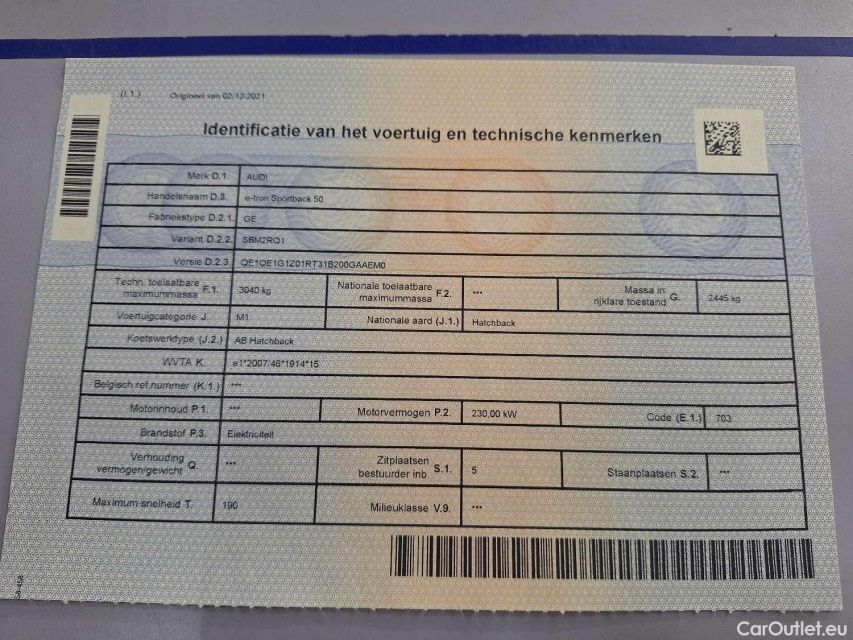 (I.1.) Origineel van 02/12/2021
Identificatie van het voertuig en technische kenmerken
Merk D.1. AUDI
Handelsnaam D.3. e-tron Sportback 50
Fabriekstype D.2.1. GE
Variant D.2.2. SBM2RQ1
Versie D.2.3. QE1QE1G1Z01RT31B200GAAEM0
Techn. toelaatbare maximummassa F.1. 3040 kg Nationale toelaatbare maximummassa F.2. *** Massa in rijklare toestand G. 2445 kg
Voertuigcategorie J. M1 Nationale aard (J.1.) Hatchback
Koetswerktype (J.2.) AB Hatchback
WVTA K. e1*2007/46*1914*15
Belgisch ref.nummer (K.1.) ***
Motorinhoud P.1. *** Motorvermogen P.2. 230,00 kW Code (E.1.) 703
Brandstof P.3. Elektriciteit
Verhouding vermogen/gewicht Q. *** Zitplaatsen bestuurder inb. S.1. 5 Staanplaatsen S.2. ***
Maximum snelheid T. 190 Milieuklasse V.9. ***
CarOutlet.eu